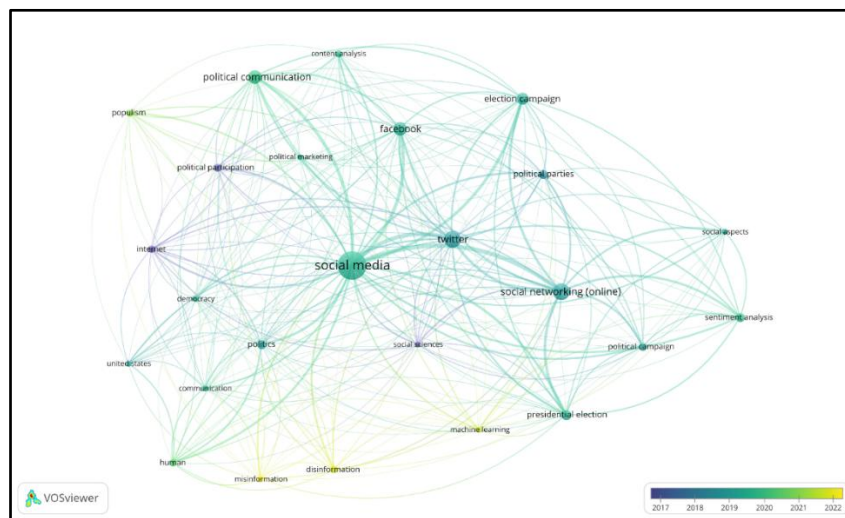 content analysis
political communication
election campaign
populism
facebook
political marketing
political participation
political parties
social aspects
twitter
internet
social media
social networking (online)
democracy
sentiment analysis
politics
social sciences
political campaign
united states
communication
presidential election
machine learning
human
disinformation
misinformation
VOSviewer
2017 2018 2019 2020 2021 2022